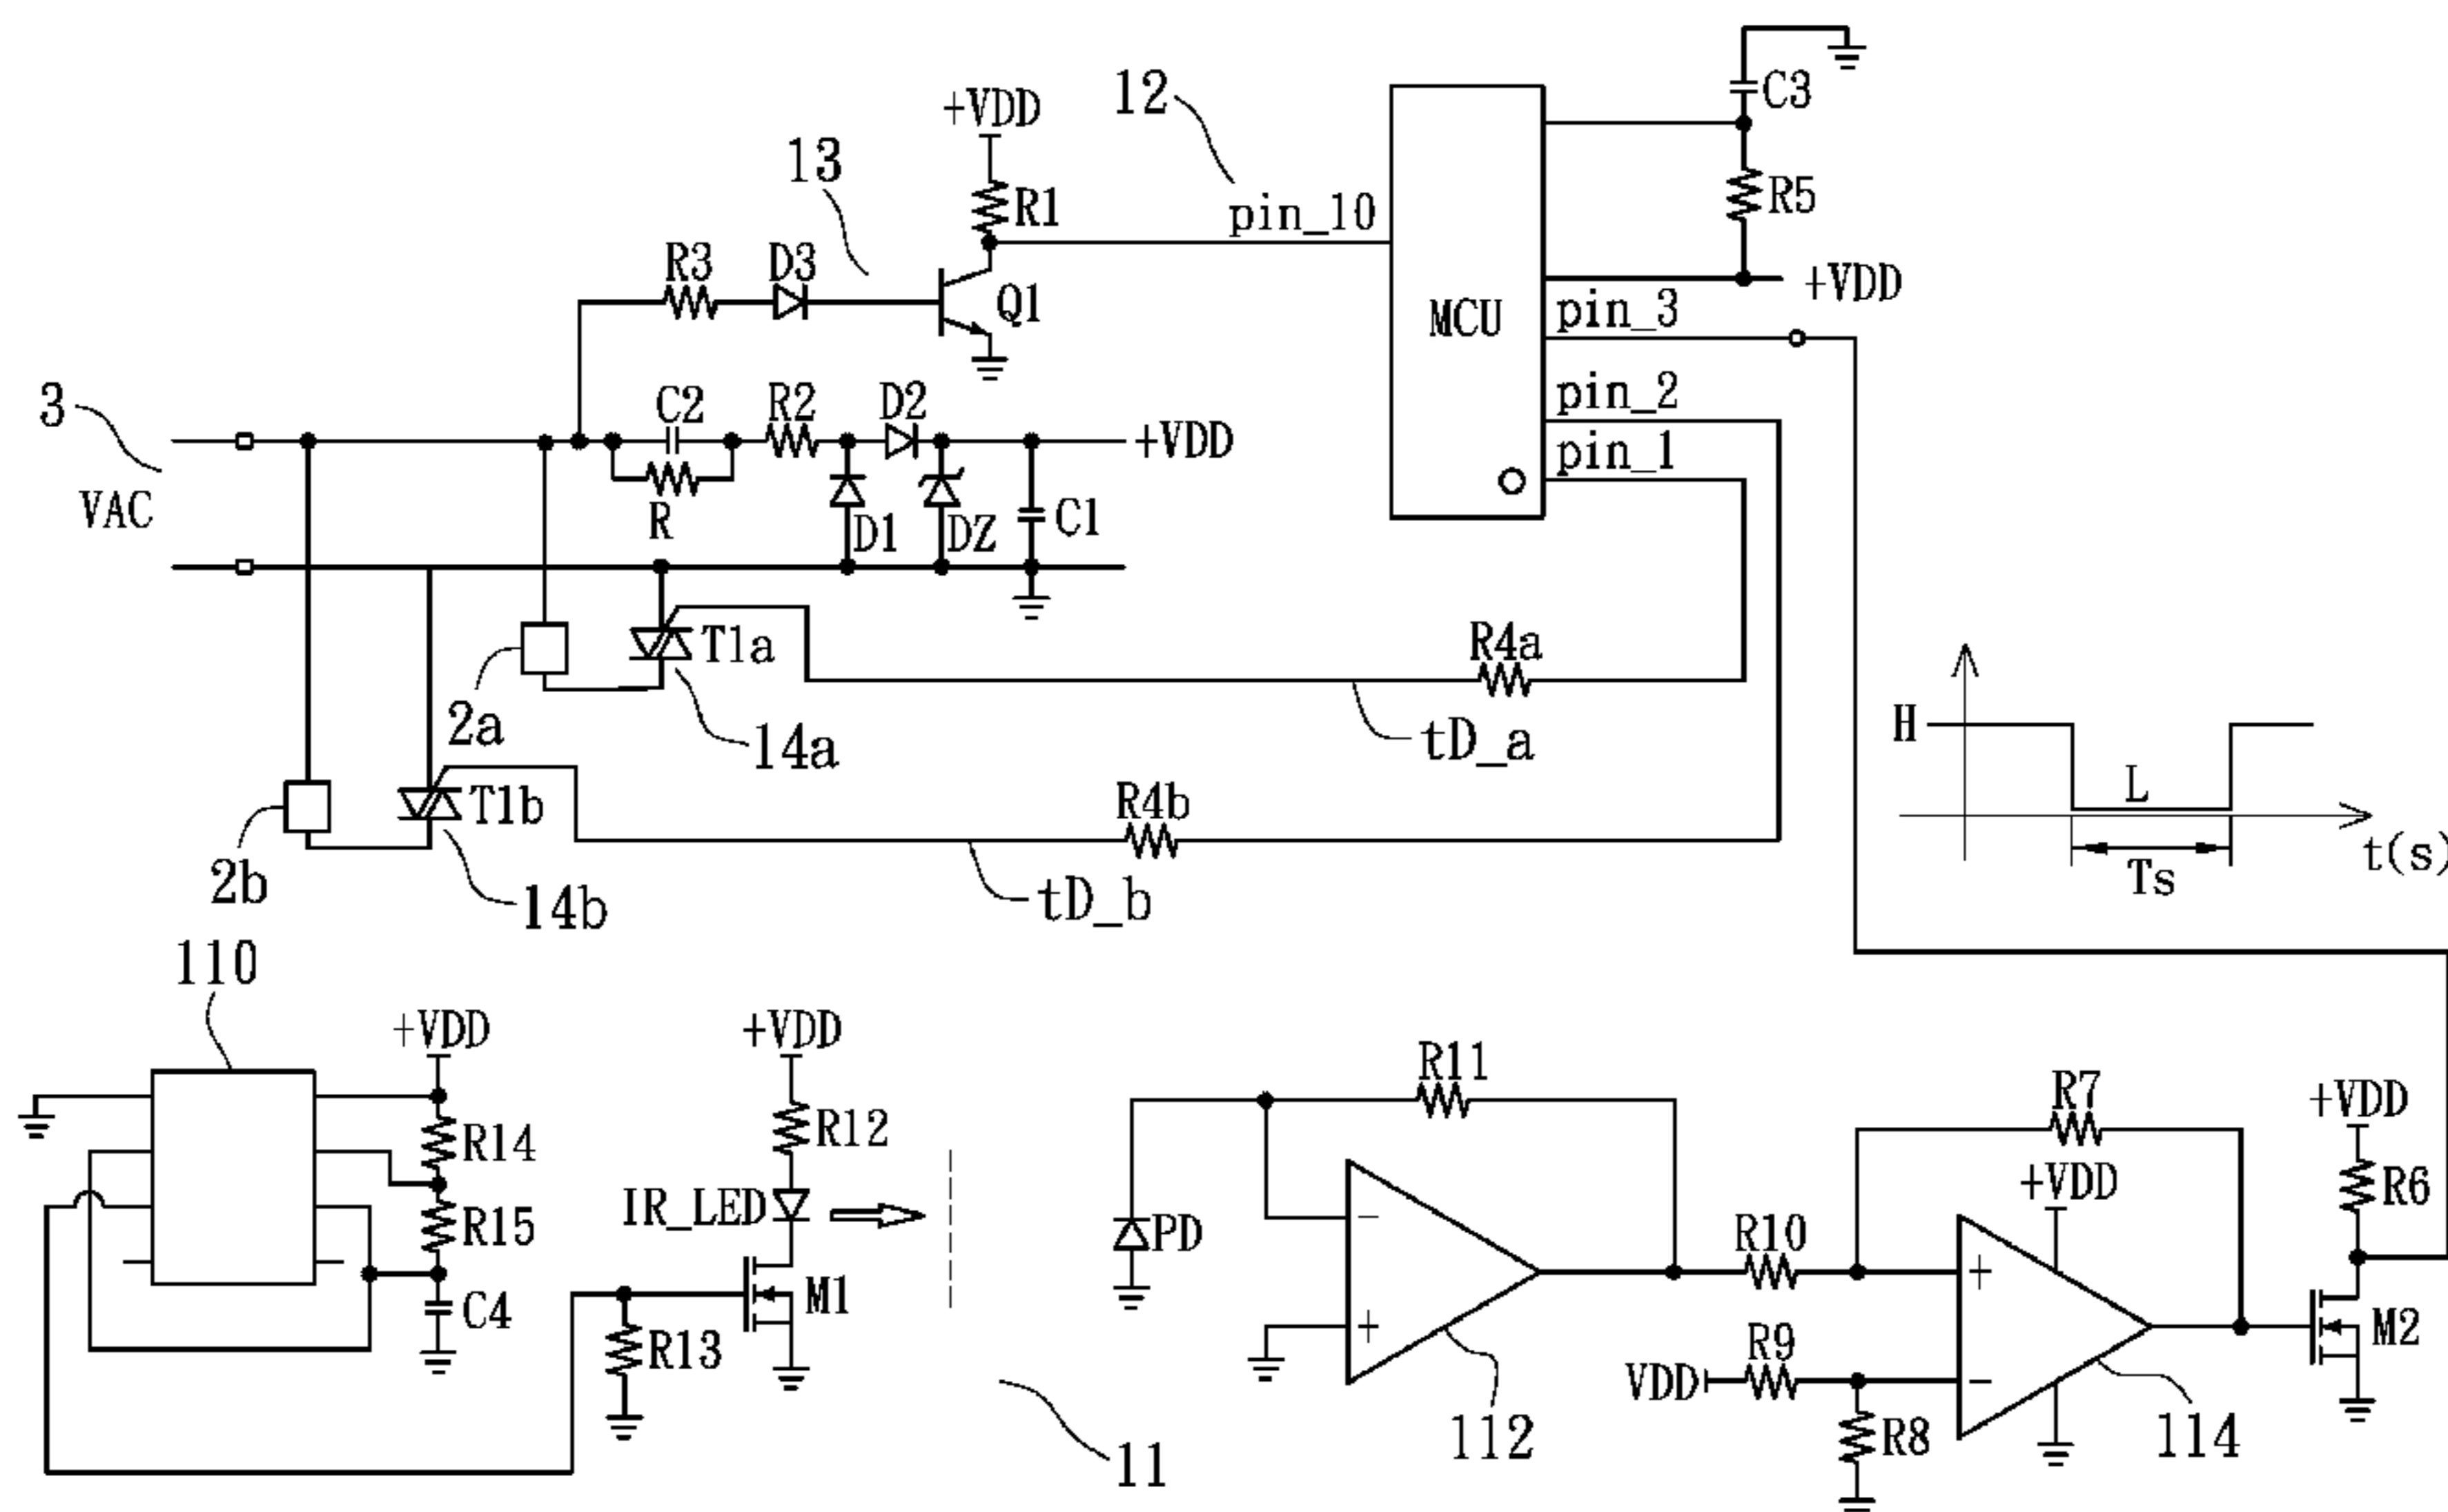 C3
12
+VDD
13
R1
R5
pin_10
R3
D3
Q1
+VDD
MCU
pin_3
3
C2
R2
D2
pin_2
+VDD
pin_1
VAC
R
D1
DZ
C1
T1a
R4a
2a
14a
tD_a
H
T1b
R4b
L
t(s)
Ts
2b
14b
tD_b
110
+VDD
+VDD
R11
R7
+VDD
R14
R12
+VDD
R6
IR_LED
R15
PD
-
R10
+
M1
C4
+
M2
R13
R9
VDD
-
112
R8
114
11